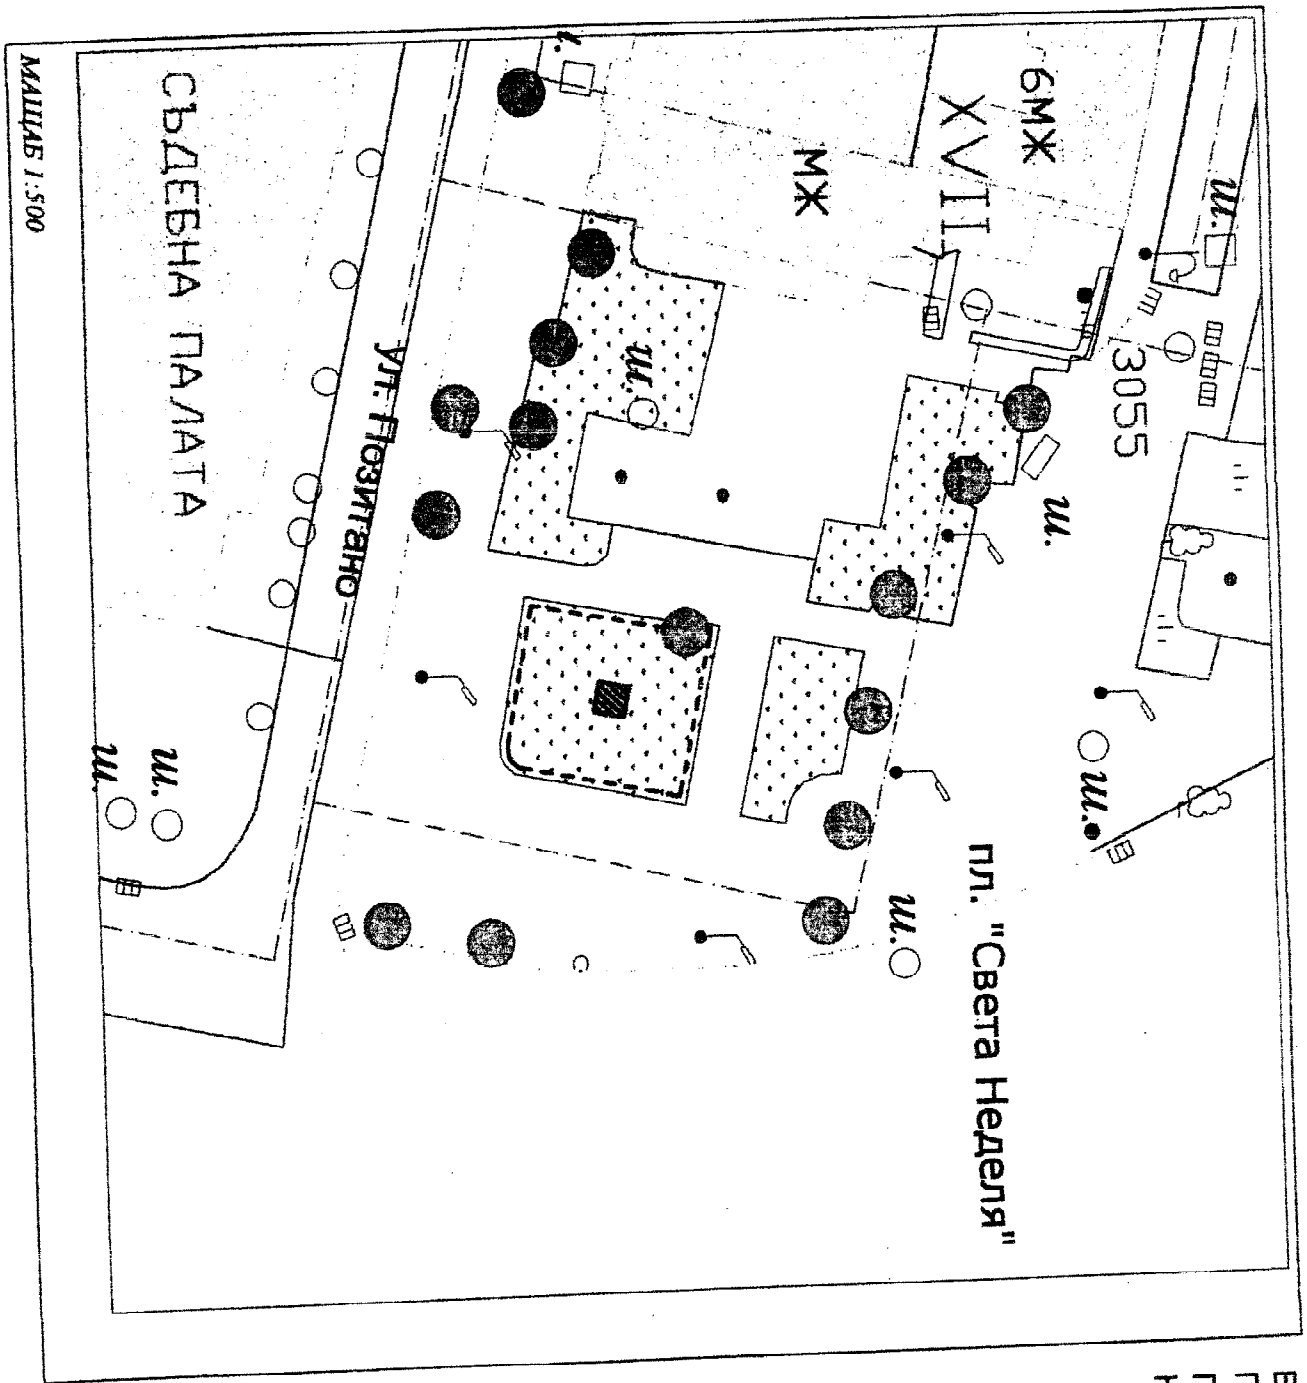 МАЩАБ 1:500
СЪДЕБНА ПАЛАТА
ул. Позитано
ш.
ш.
ш.
МЖ
XVII
6МЖ
3055
ш.
ш.
ш.
ш.
пл. "Света Неделя"